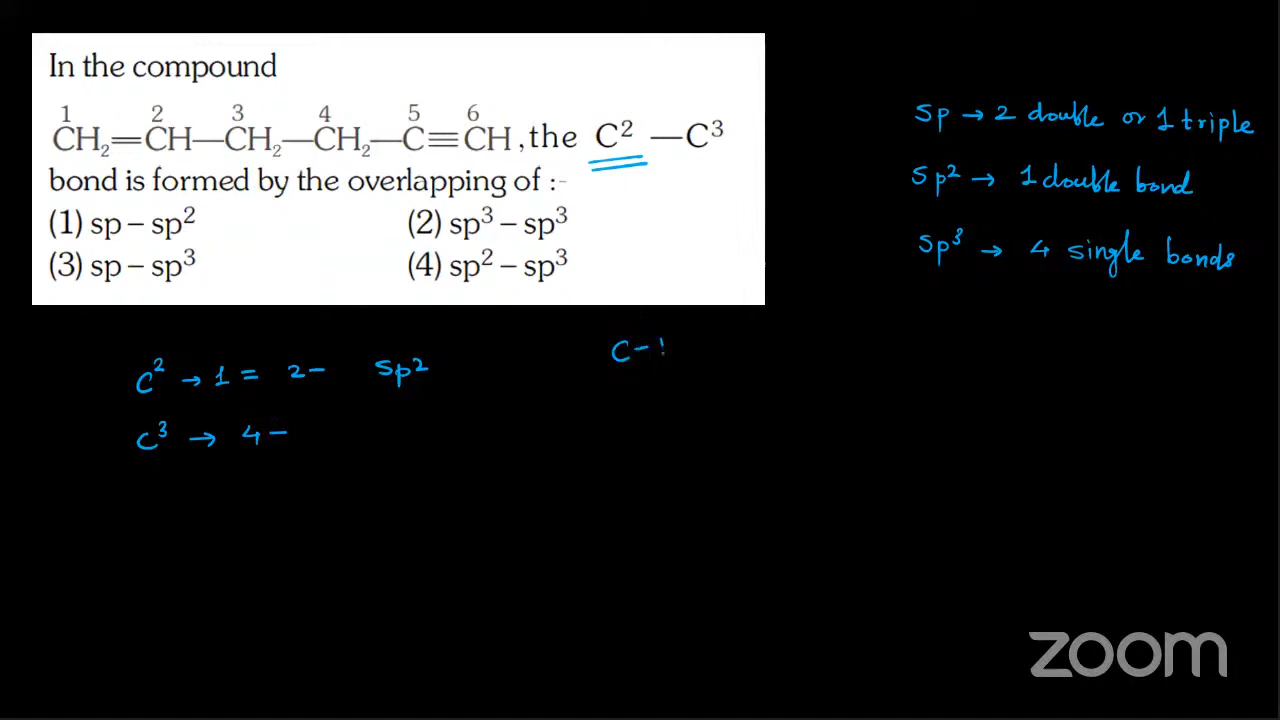 In the compound
1 2 3 4 5 6
CH₂=CH—CH₂—CH₂—C≡CH, the C² —C³
bond is formed by the overlapping of :-
(1) sp – sp² (2) sp³ – sp³
(3) sp – sp³ (4) sp² – sp³
Sp → 2 double or 1 triple
Sp² → 1 double bond
Sp³ → 4 single bonds
C² → 1 = 2 – Sp²
C³ → 4 –
C –
zoom